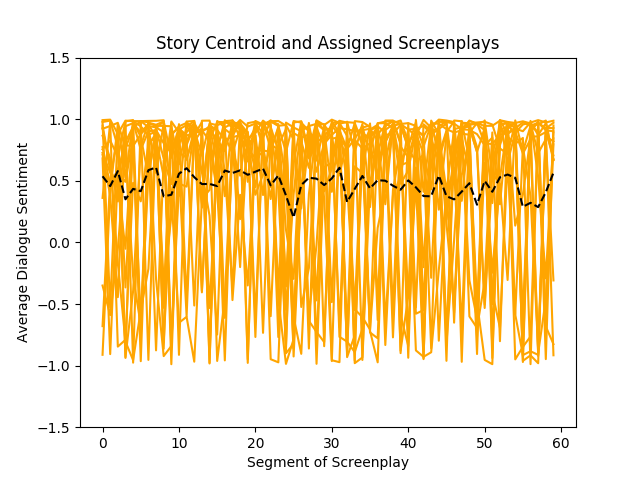 Story Centroid and Assigned Screenplays
1.5
1.0
0.5
0.0
−0.5
−1.0
−1.5
Average Dialogue Sentiment
0 10 20 30 40 50 60
Segment of Screenplay